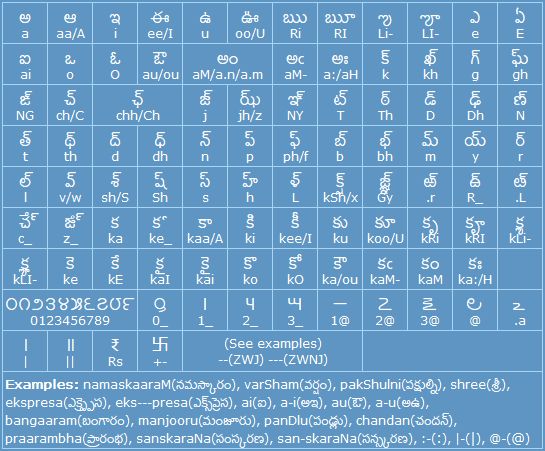 అ ఆ ఇ ఈ ఉ ఊ ఋ ౠ ఌ ౡ ఎ ఏ
a aa/A i ee/I u oo/U Ri RI Li- LI- e E
ఐ ఒ ఓ ఔ అం అఁ అః క్ ఖ్ గ్ ఘ్
ai o O au/ou aM/a.n/a.m aM- a:/aH k kh g gh
ఙ్ చ్ ఛ్ జ్ ఝ్ ఞ్ ట్ ఠ్ డ్ ఢ్ ణ్
NG ch/C chh/Ch j jh/z NY T Th D Dh N
త్ థ్ ద్ ధ్ న్ ప్ ఫ్ బ్ భ్ మ్ య్ ర్
t th d dh n p ph/f b bh m y r
ల్ వ్ శ్ ష్ స్ హ్ ళ్ క్ష్ జ్ఞ్ ఱ్
l v/w sh/S Sh s h L kSh/x Gy .r R_ .L
ౘ్ ౙ్ క కా కి కీ కు కూ కృ కౄ కౢ
c_ z_ ka ke_ kaa/A ki kee/I ku koo/U kRi kRI kLi-
కౣ కె కే కై కొ కో కౌ కఁ కం కః
kLI- ke kE kaI kai ko kO ka/ou kaM- kaM ka:/H
౦౧౨౩౪౫౬౭౮౯ ౸ ౹ ౺ ౻ ౼ ౽ ౾ ఽ
0123456789 0_ 1_ 2_ 3_ 1@ 2@ 3@ @ .a
। ॥ ₹ 卐 (See examples)
| || Rs +- --(ZWJ) ---(ZWNJ)
Examples: namaskaaraM(నమస్కారం), varSham(వర్షం), pakShulni(పక్షుల్ని), shree(శ్రీ),
ekspresa(ఎక్స్ప్రెస), eks---presa(ఎక్స్‌ప్రెస), ai(ఐ), a-i(అఇ), au(ఔ), a-u(అఉ),
bangaaram(బంగారం), manjooru(మంజూరు), panDlu(పండ్లు), chandan(చందన్),
praarambha(ప్రారంభ), sanskaraNa(సంస్కరణ), san-skaraNa(సన్స్కరణ), :-(:), |-(|), @-(@)